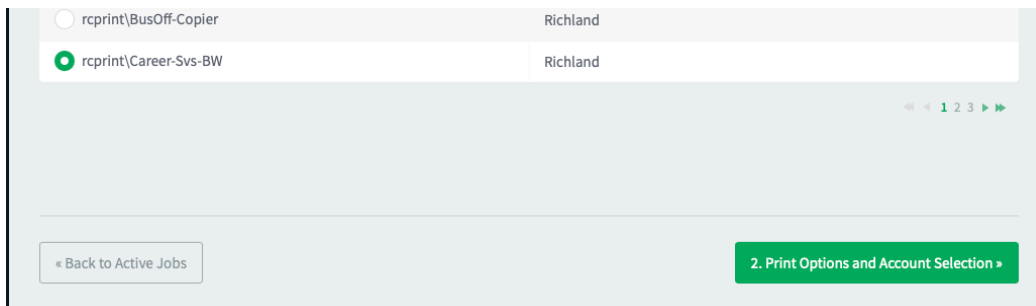 rcprint\BusOff-Copier Richland
rcprint\Career-Svs-BW Richland
1 2 3
« Back to Active Jobs 2. Print Options and Account Selection »